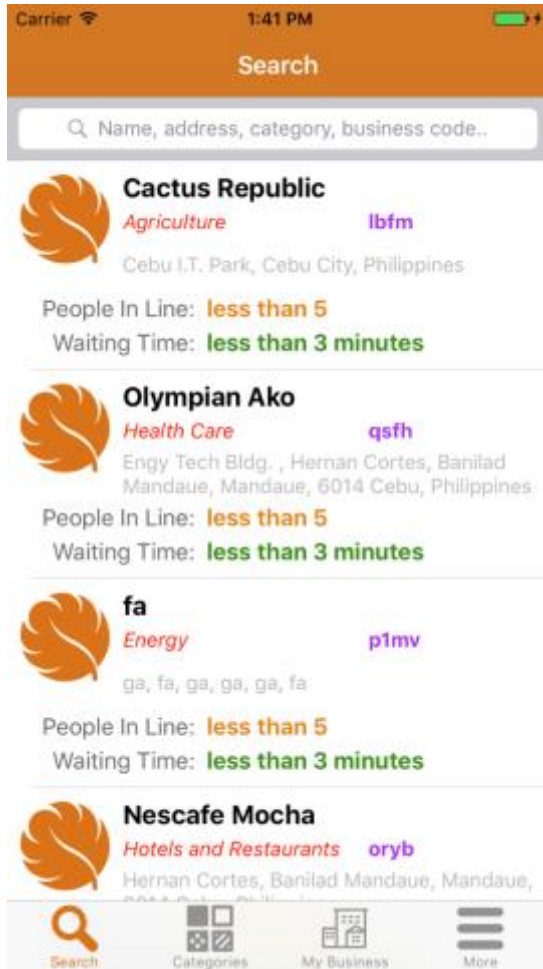 Carrier 1:41 PM
Search
Name, address, category, business code..
Cactus Republic
Agriculture lbfm
Cebu I.T. Park, Cebu City, Philippines
People In Line: less than 5
Waiting Time: less than 3 minutes
Olympian Ako
Health Care qsfh
Engy Tech Bldg. , Hernan Cortes, Banilad
Mandaue, Mandaue, 6014 Cebu, Philippines
People In Line: less than 5
Waiting Time: less than 3 minutes
fa
Energy p1mv
ga, fa, ga, ga, ga, fa
People In Line: less than 5
Waiting Time: less than 3 minutes
Nescafe Mocha
Hotels and Restaurants oryb
Hernan Cortes, Banilad Mandaue, Mandaue,
Search Categories My Business More